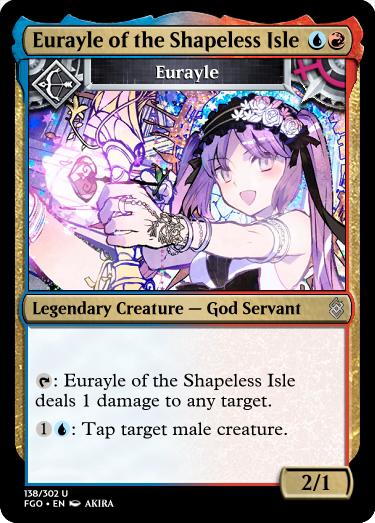 Eurayle of the Shapeless Isle
Eurayle
Legendary Creature — God Servant
: Eurayle of the Shapeless Isle
deals 1 damage to any target.
1 : Tap target male creature.
2/1
138/302 U
FGO • EN AKIRA